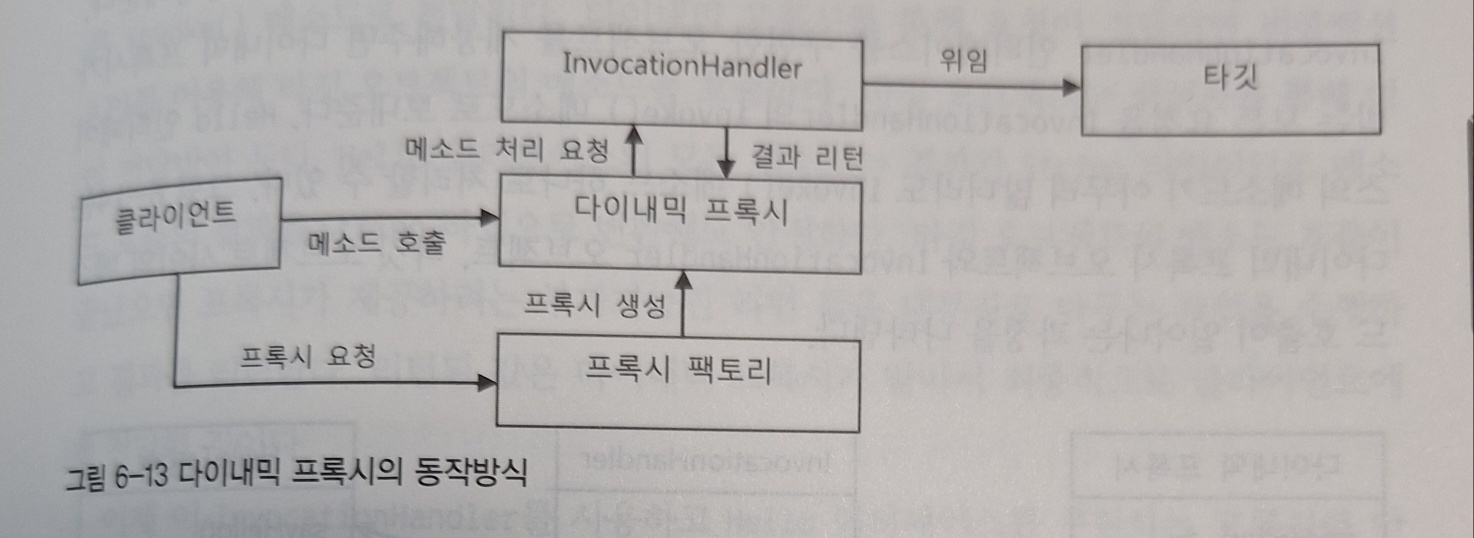 InvocationHandler
위임
타깃
메소드 처리 요청
결과 리턴
클라이언트
메소드 호출
다이내믹 프록시
프록시 생성
프록시 요청
프록시 팩토리
그림 6-13 다이내믹 프록시의 동작방식